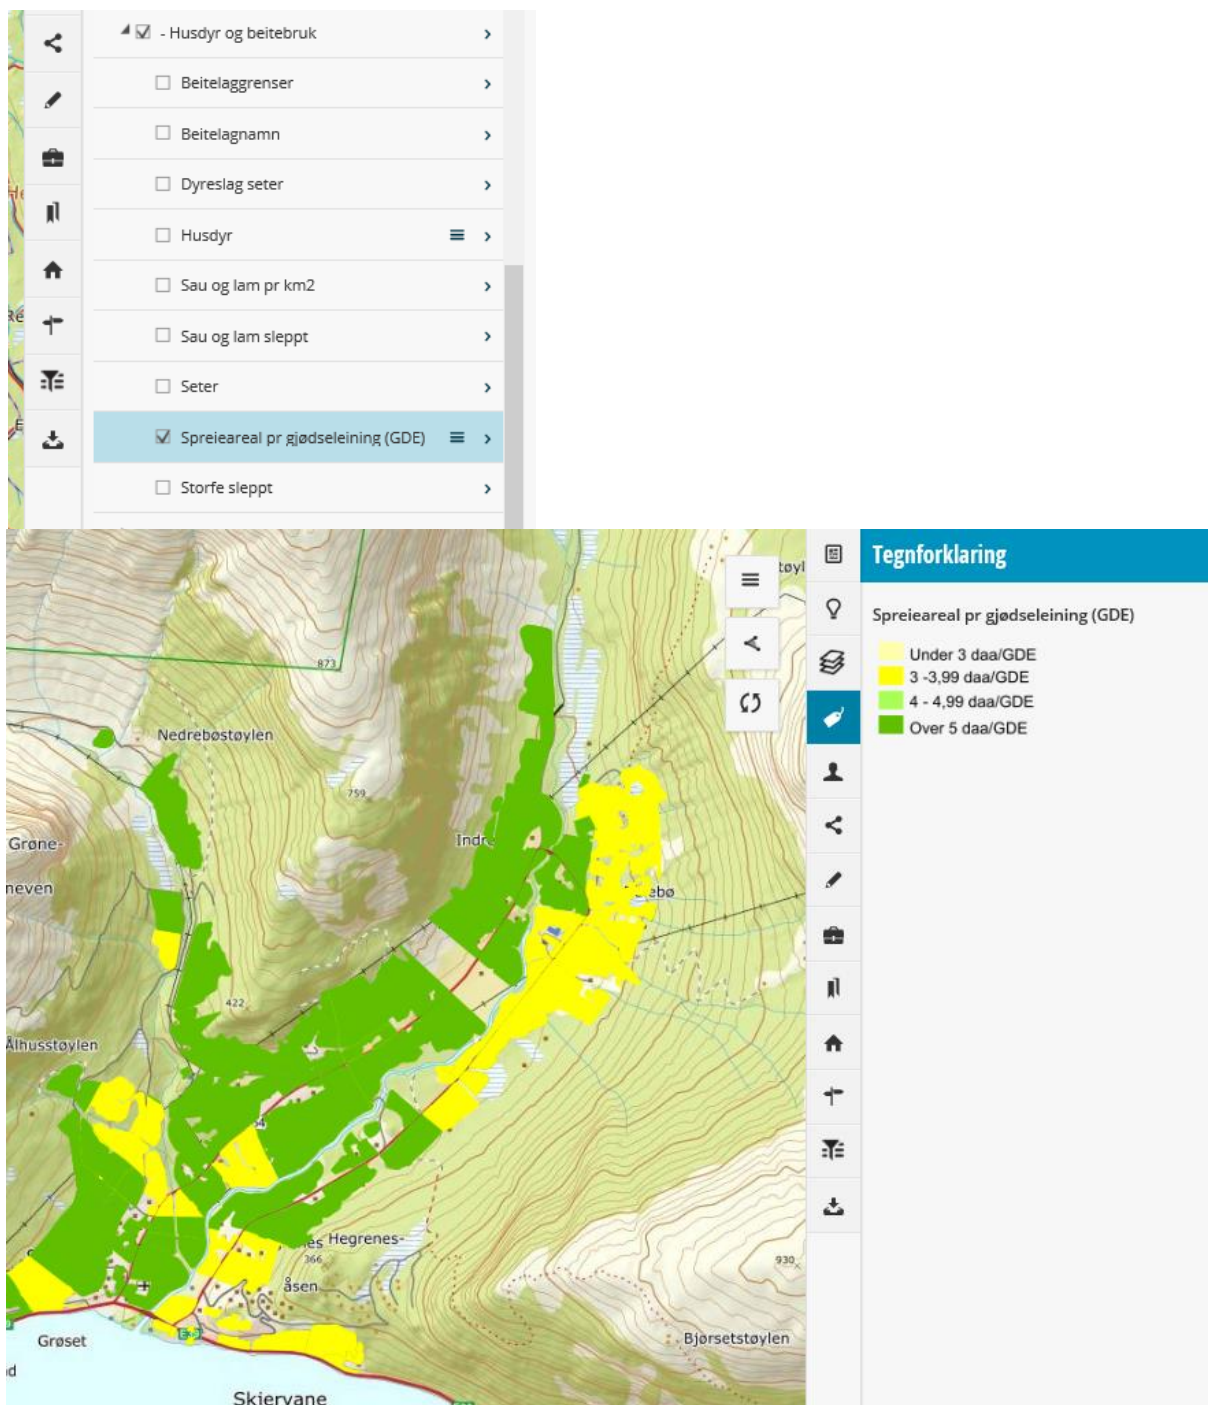 - Husdyr og beitebruk
Beitelaggrenser
Beitelagnamn
Dyreslag seter
Husdyr
Sau og lam pr km2
Sau og lam sleppt
Seter
Spreieareal pr gjødseleining (GDE)
Storfe sleppt
Tegnforklaring
Spreieareal pr gjødseleining (GDE)
Under 3 daa/GDE
3 -3,99 daa/GDE
4 - 4,99 daa/GDE
Over 5 daa/GDE
873
Nedrebøstøylen
759
Grøne-
neven
422
Ålhusstøylen
Hegrenes-
åsen
366
930
Grøset
Bjørsetstøylen
Skjervane